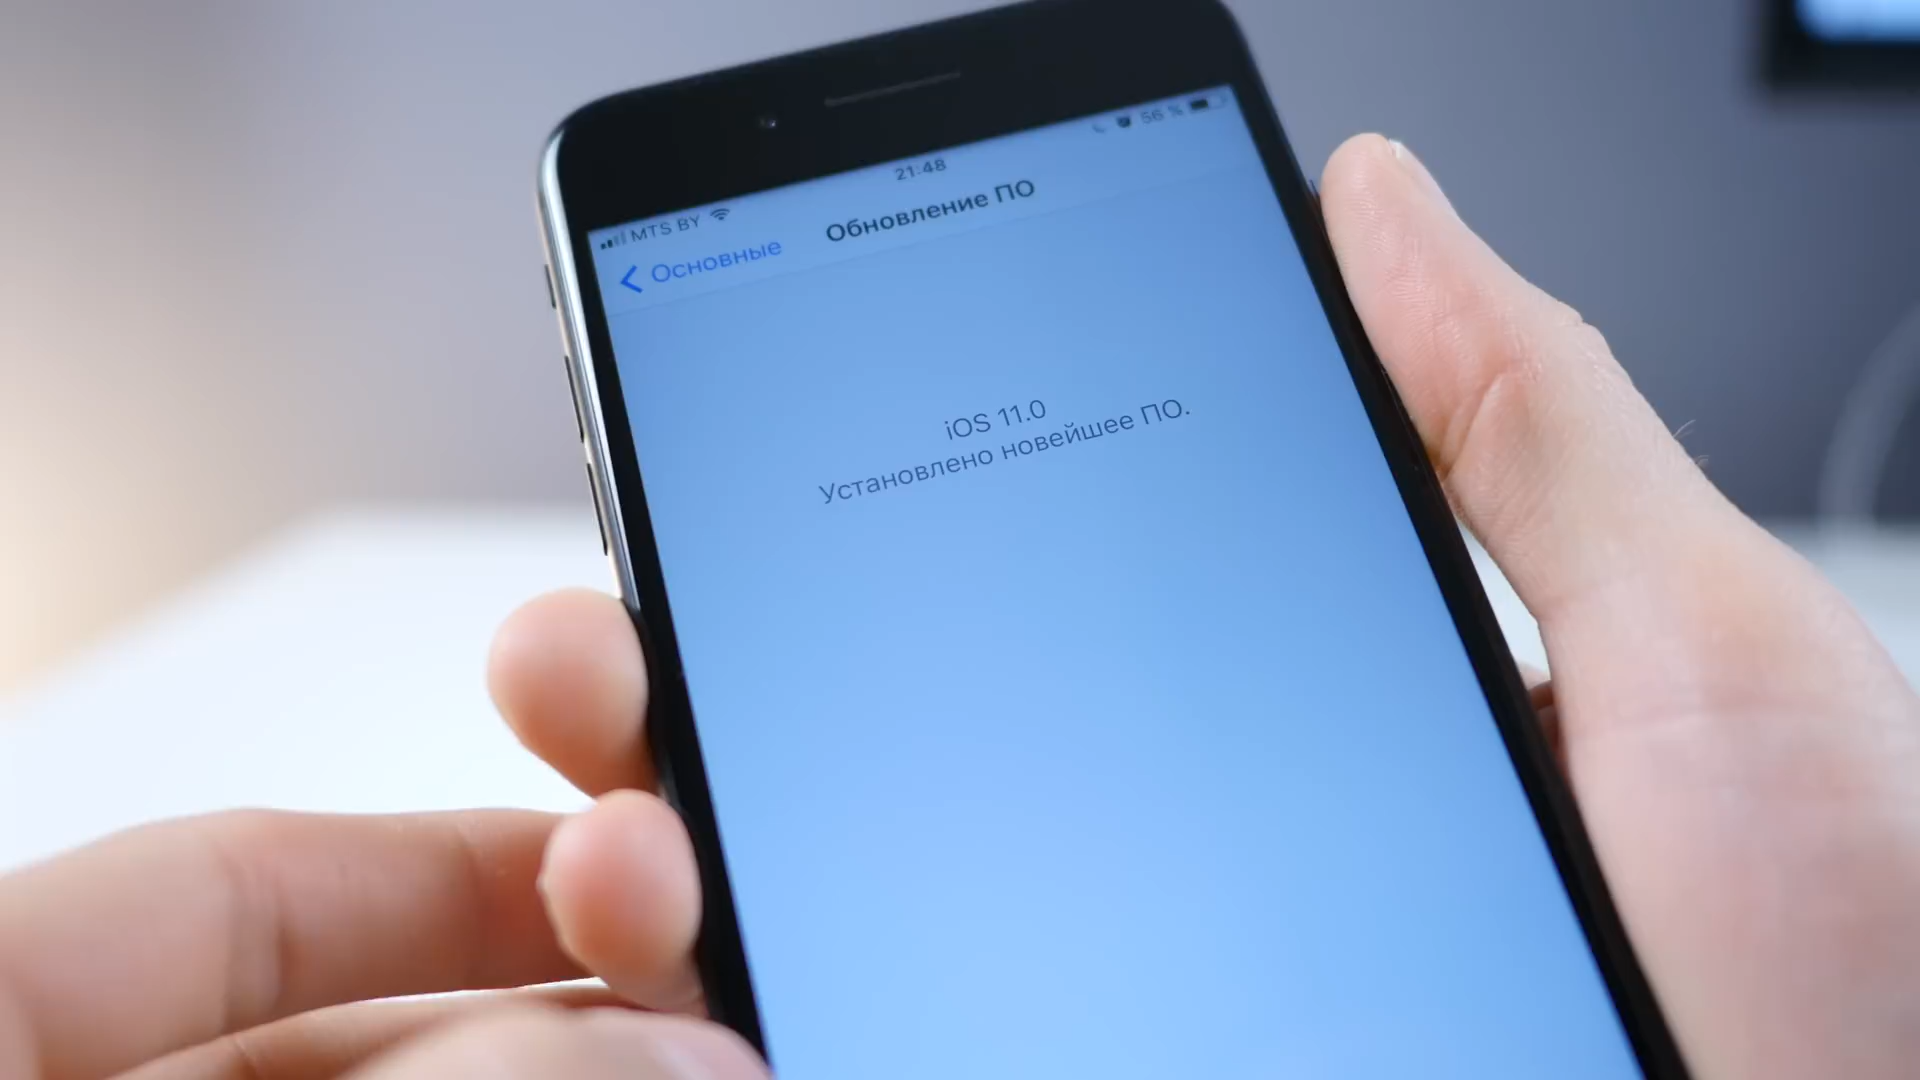 21:48
56 %
MTS BY
Основные
Обновление ПО
iOS 11.0
Установлено новейшее ПО.